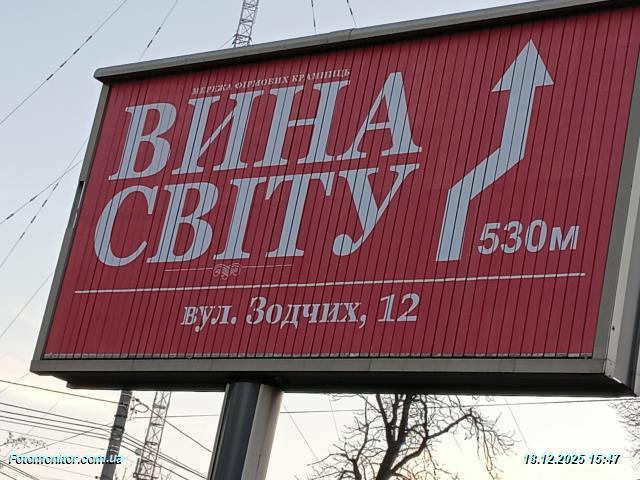 МЕРЕЖА ФІРМОВИХ КРАМНИЦЬ
ВИНА
СВІТУ
530м
вул. Зодчих, 12
Fotomonitor.com.ua
18.12.2025 15:47